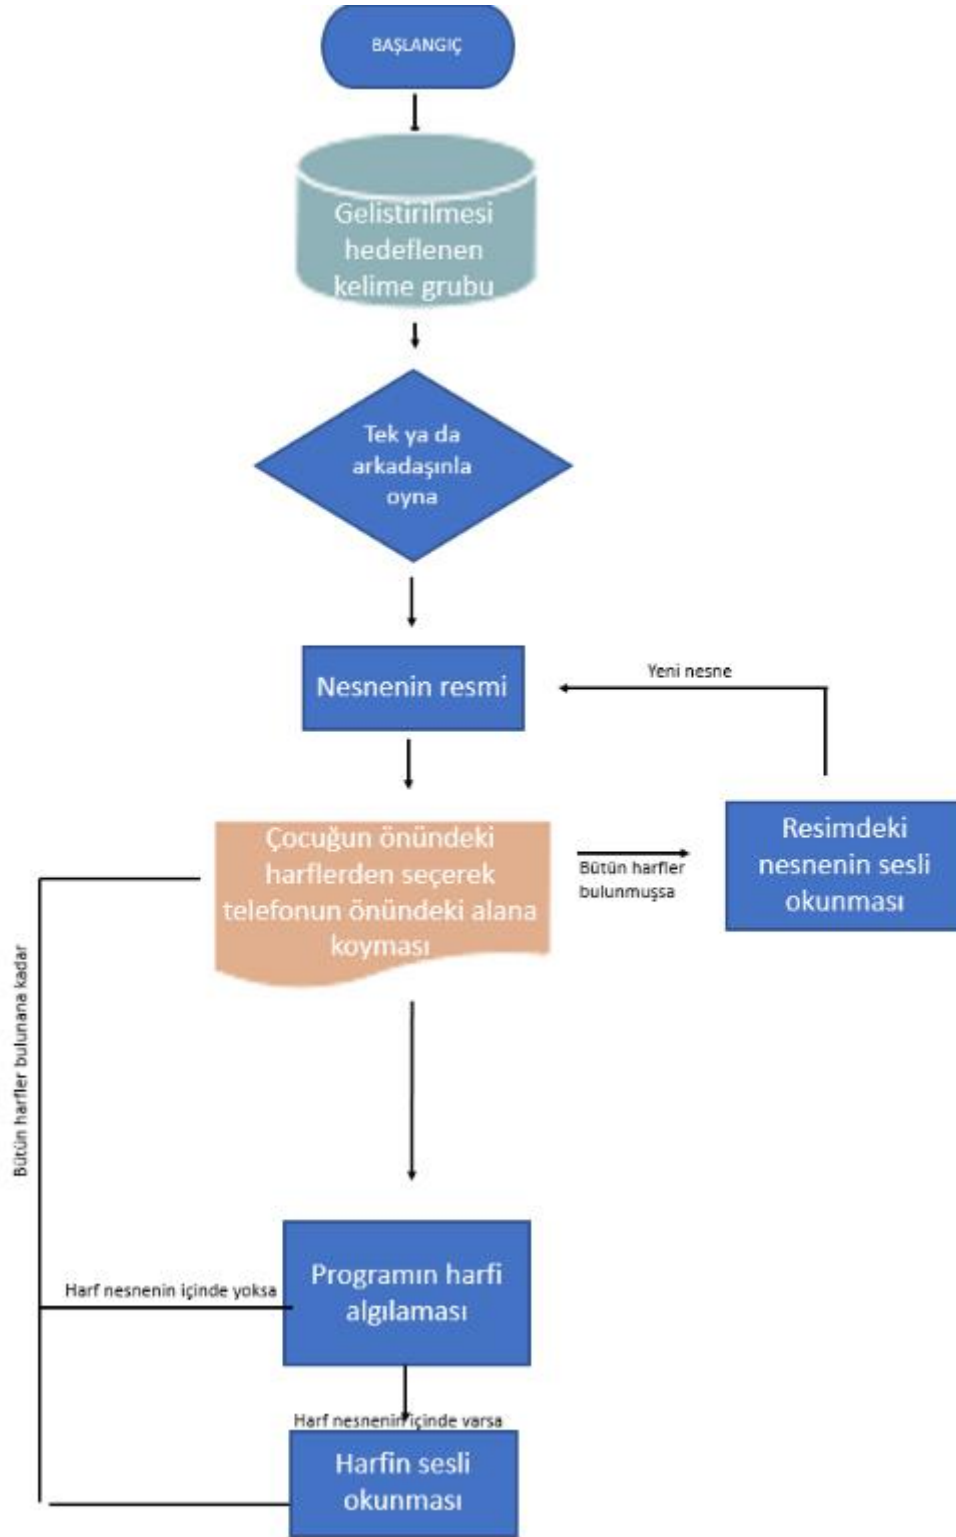 BAŞLANGIÇ
Gelistirilmesi
hedeflenen
kelime grubu
Tek ya da
arkadaşınla
oyna
Nesnenin resmi
Yeni nesne
Çocuğun önündeki
harflerden seçerek
telefonun önündeki alana
koyması
Bütün harfler
bulunmuşsa
Resimdeki
nesnenin sesli
okunması
Bütün harfler bulunana kadar
Programın harfi
algılaması
Harf nesnenin içinde yoksa
Harf nesnenin içinde varsa
Harfin sesli
okunması